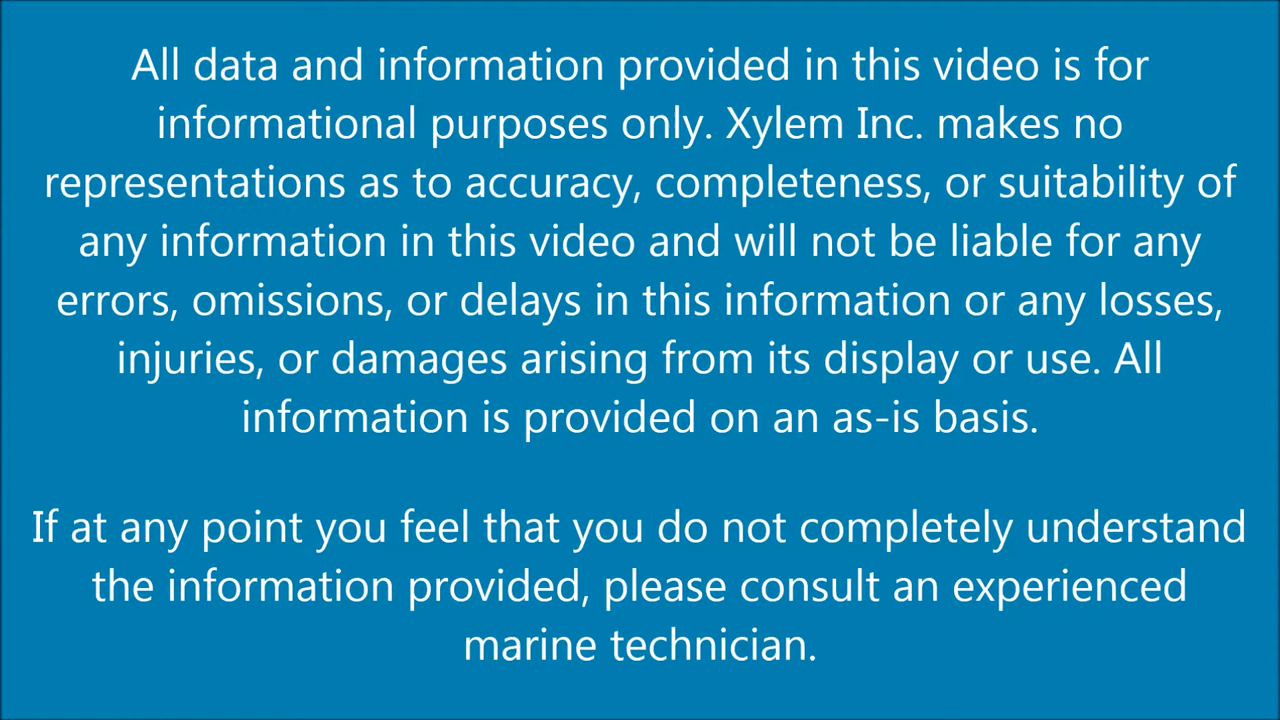 All data and information provided in this video is for
informational purposes only. Xylem Inc. makes no
representations as to accuracy, completeness, or suitability of
any information in this video and will not be liable for any
errors, omissions, or delays in this information or any losses,
injuries, or damages arising from its display or use. All
information is provided on an as-is basis.
If at any point you feel that you do not completely understand
the information provided, please consult an experienced
marine technician.